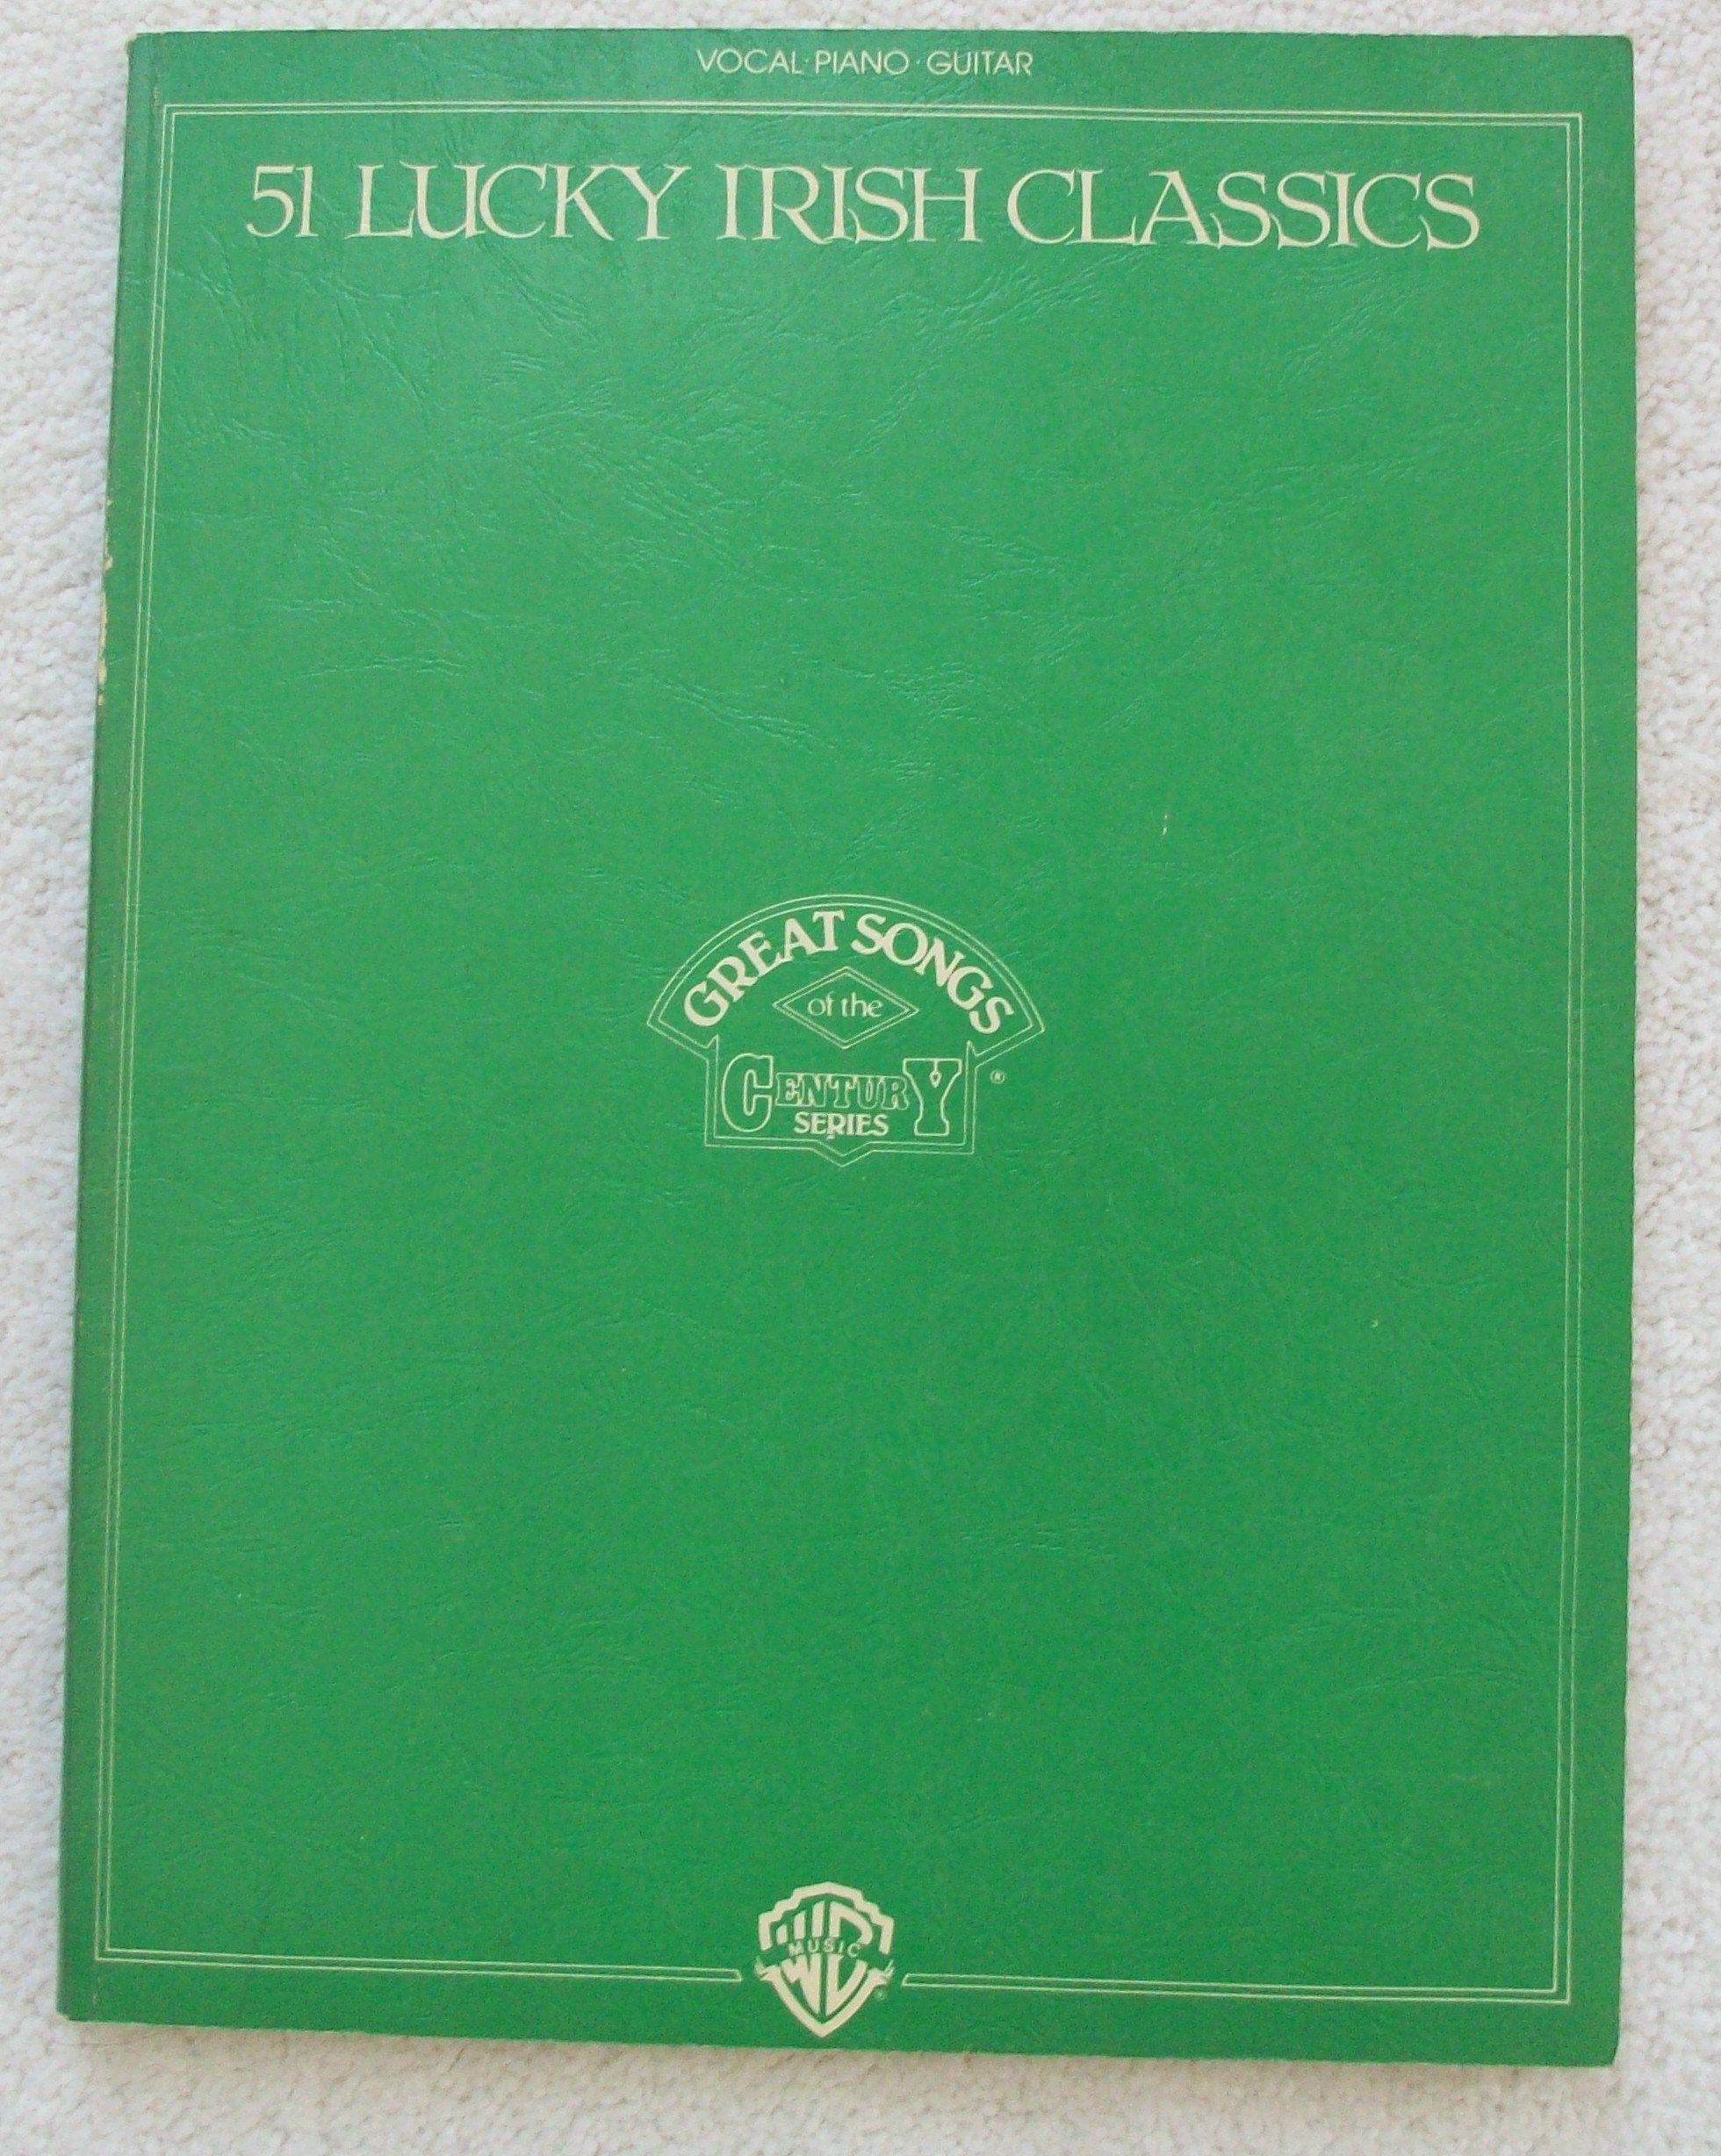 VOCAL·PIANO·GUITAR
51 LUCKY IRISH CLASSICS
GREAT SONGS
of the
CENTURY
®
SERIES
WB
MUSIC